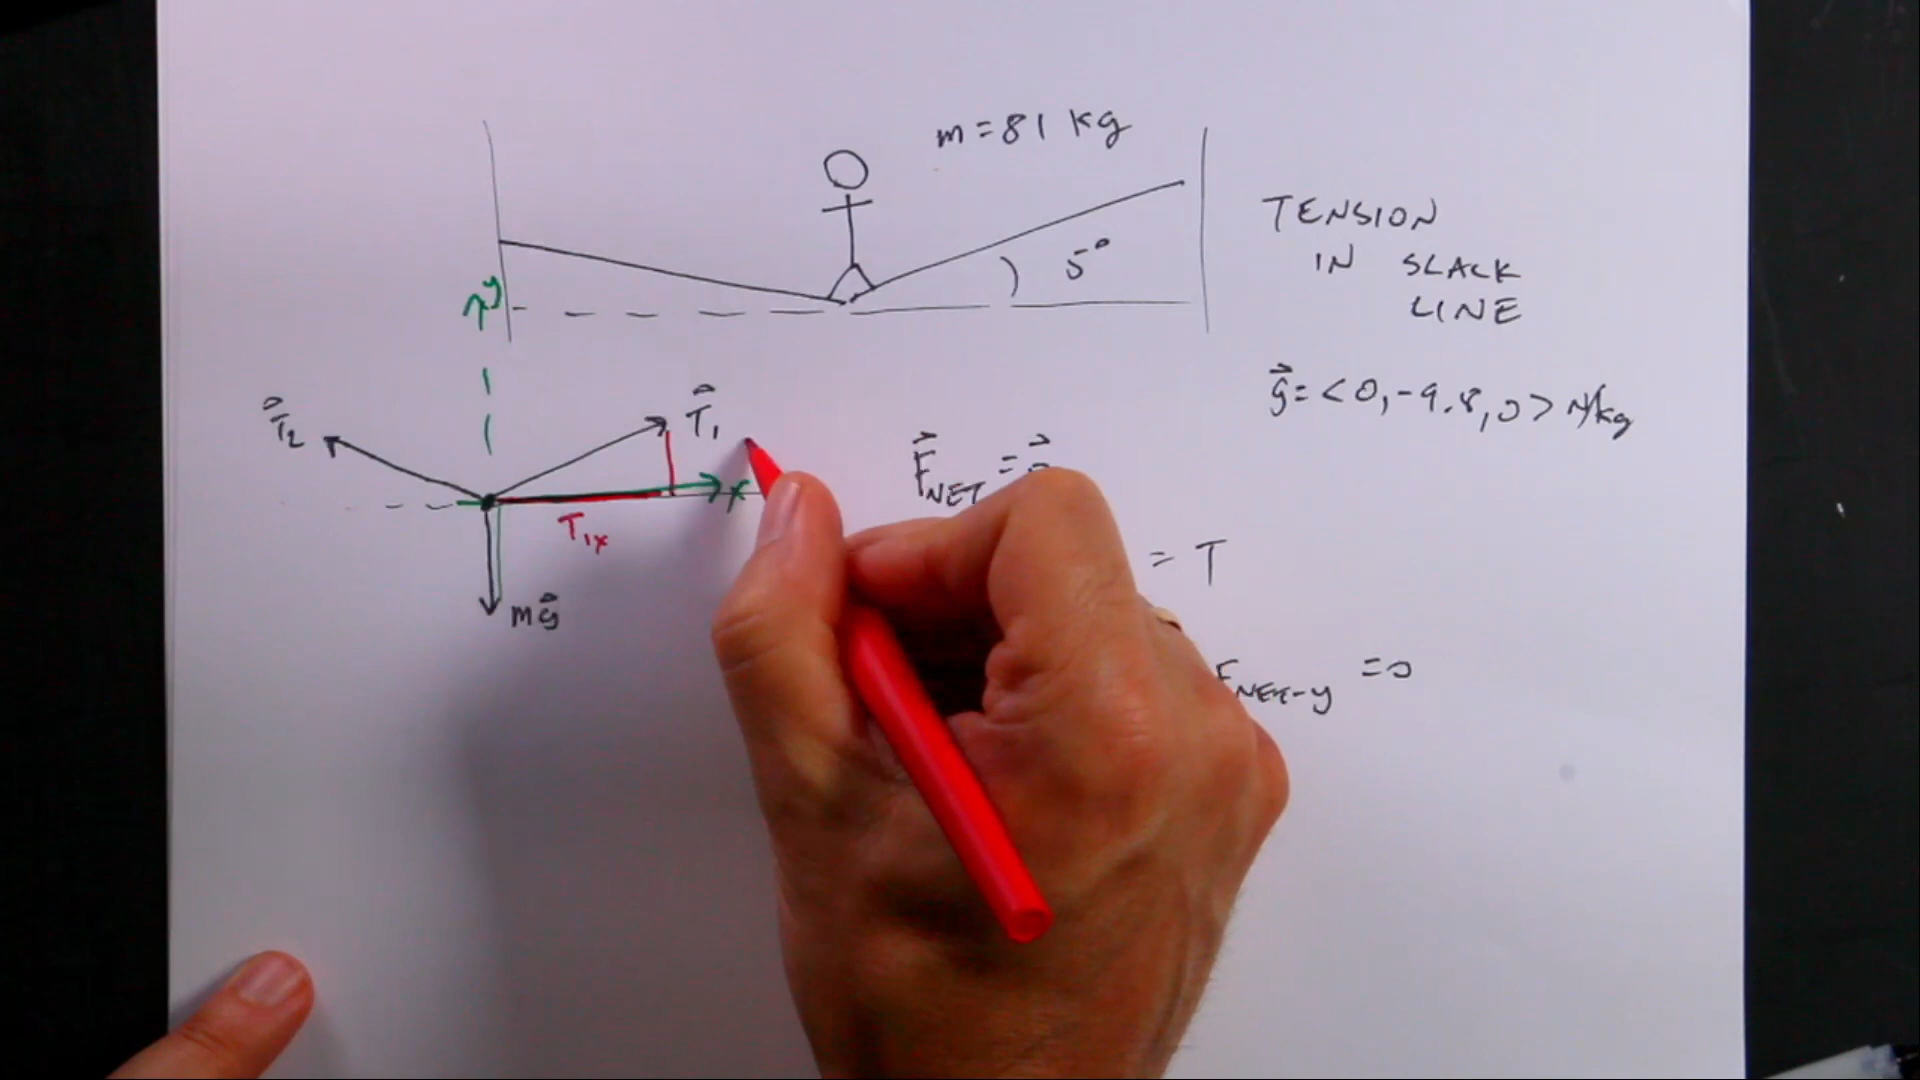 m = 81 kg
TENSION
IN SLACK
LINE
5°
y
g⃗ = <0, -9.8, 0> N/kg
T⃗₂
T⃗₁
x
T₁ₓ
mg⃗
F⃗NET =
= T
FNET-y = 0